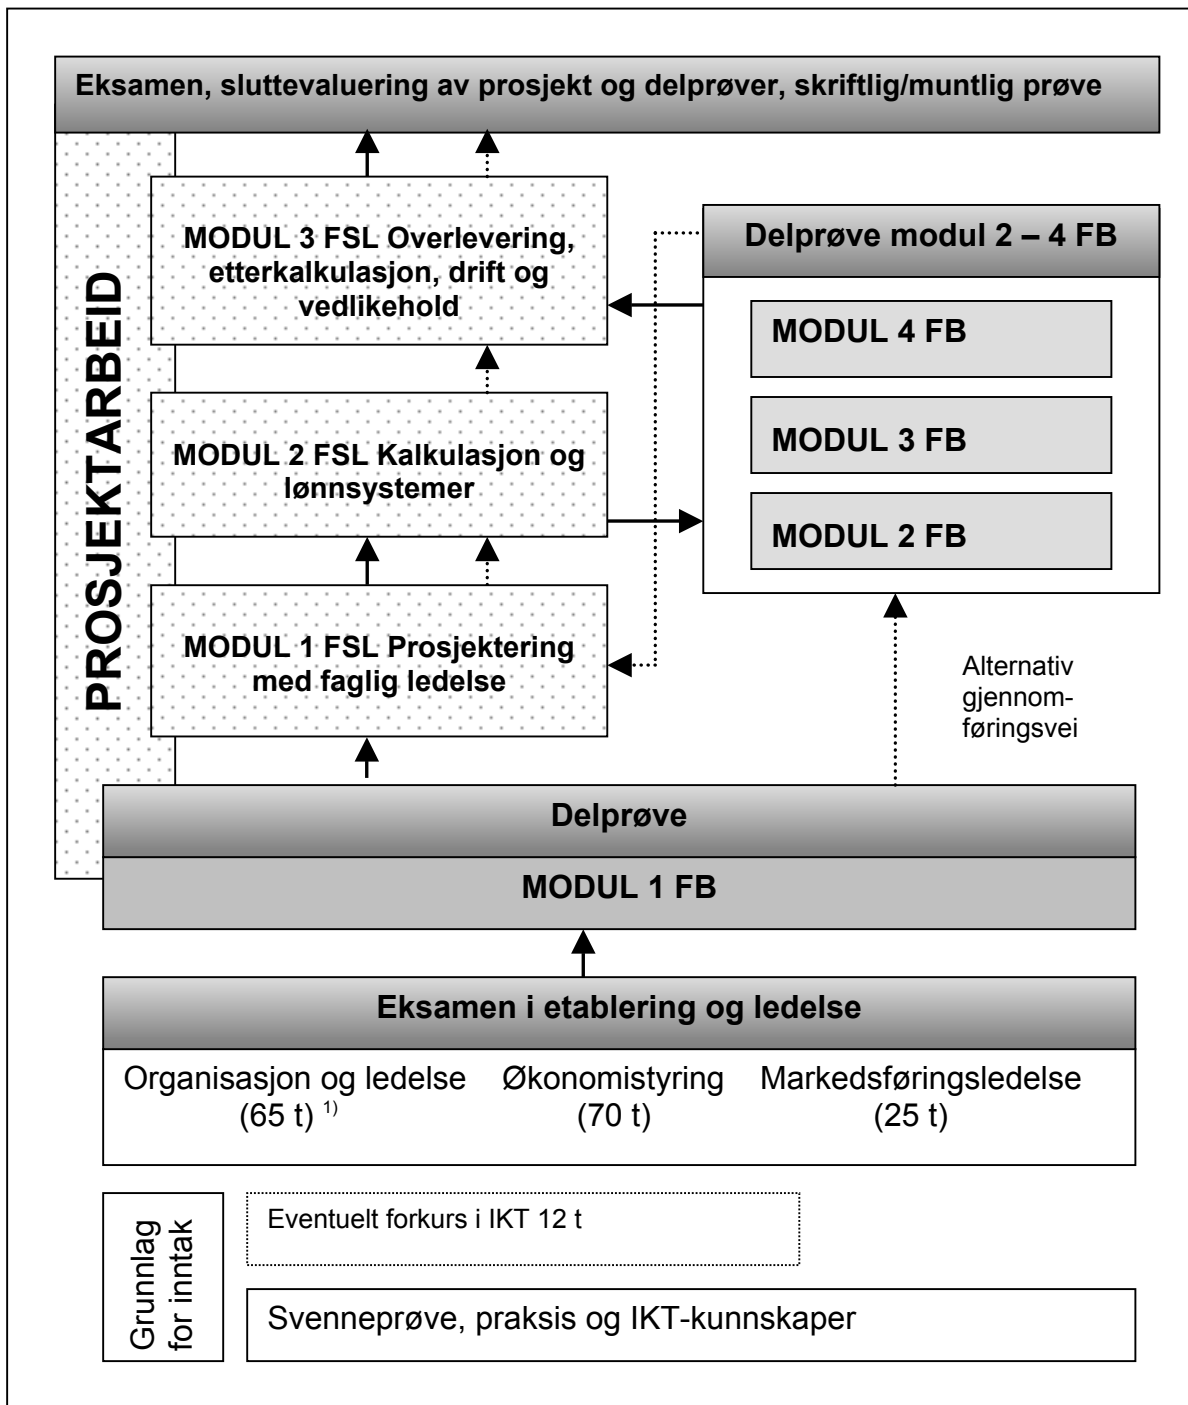 Eksamen, sluttevaluering av prosjekt og delprøver, skriftlig/muntlig prøve
PROSJEKTARBEID
MODUL 3 FSL Overlevering,
etterkalkulasjon, drift og
vedlikehold
MODUL 2 FSL Kalkulasjon og
lønnsystemer
MODUL 1 FSL Prosjektering
med faglig ledelse
Delprøve modul 2 – 4 FB
MODUL 4 FB
MODUL 3 FB
MODUL 2 FB
Alternativ
gjennom-
føringsvei
Delprøve
MODUL 1 FB
Eksamen i etablering og ledelse
Organisasjon og ledelse
(65 t) 1)
Økonomistyring
(70 t)
Markedsføringsledelse
(25 t)
Grunnlag
for inntak
Eventuelt forkurs i IKT 12 t
Svenneprøve, praksis og IKT-kunnskaper